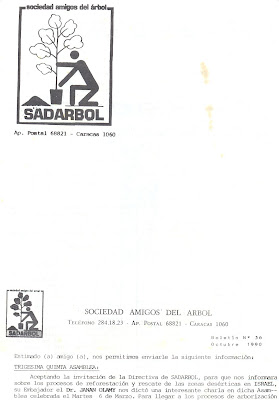 sociedad amigos del árbol
SADARBOL
Ap. Postal 68821 - Caracas 1060
SOCIEDAD AMIGOS DEL ARBOL
TELÉFONO 284.18.23 - AP. POSTAL 68821 - CARACAS 1060
SADARBOL
Boletín Nº 36
Octubre 1990
Estimado (a) amigo (a), nos permitimos enviarle la siguiente información:
TRIGESIMA QUINTA ASAMBLEA:
Aceptando la invitación de la Directiva de SADARBOL, para que nos informara
sobre los procesos de reforestación y rescate de las zonas desérticas en ISRAEL,
su Embajador el Dr. JANAN OLAMY nos dictó una interesante charla en dicha Asam-
blea celebrada el Martes 6 de Marzo. Para llegar a los procesos de arborización